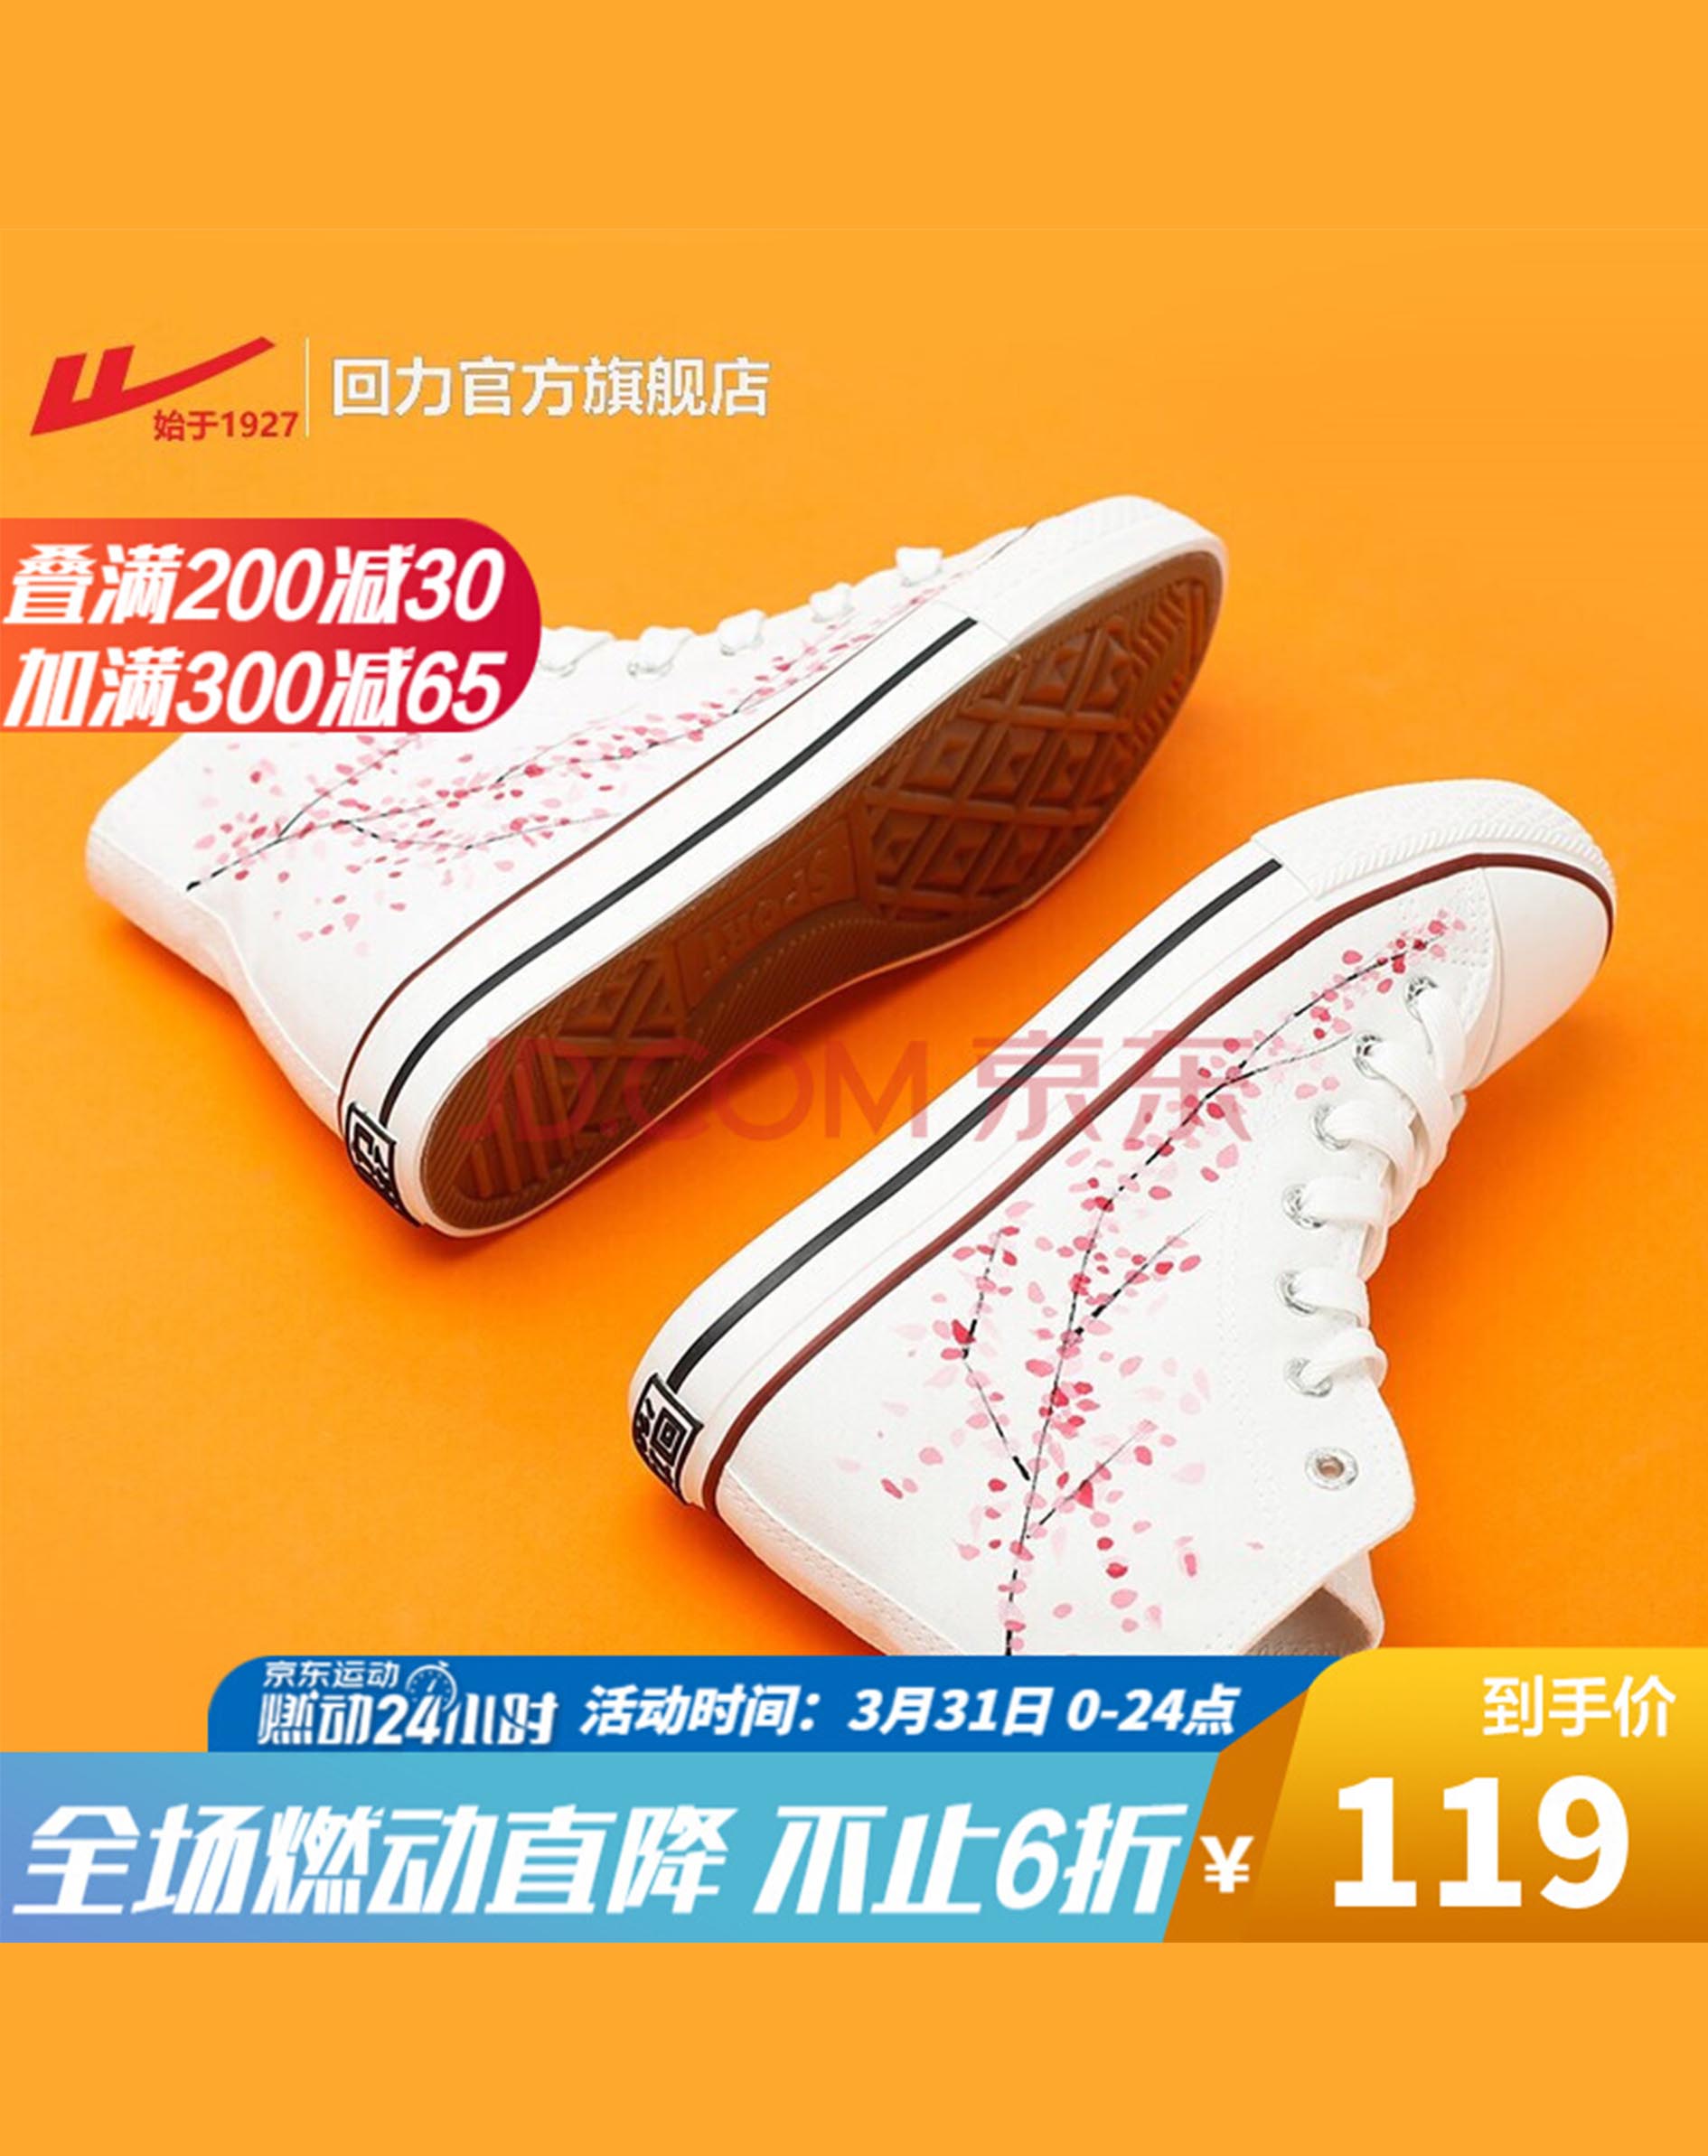 始于1927
回力官方旗舰店
叠满200减30
加满300减65
SPORT
JD.COM 京东
回
京东运动
燃动24小时
活动时间：3月31日 0-24点
到手价
全场燃动直降 不止6折
¥ 119